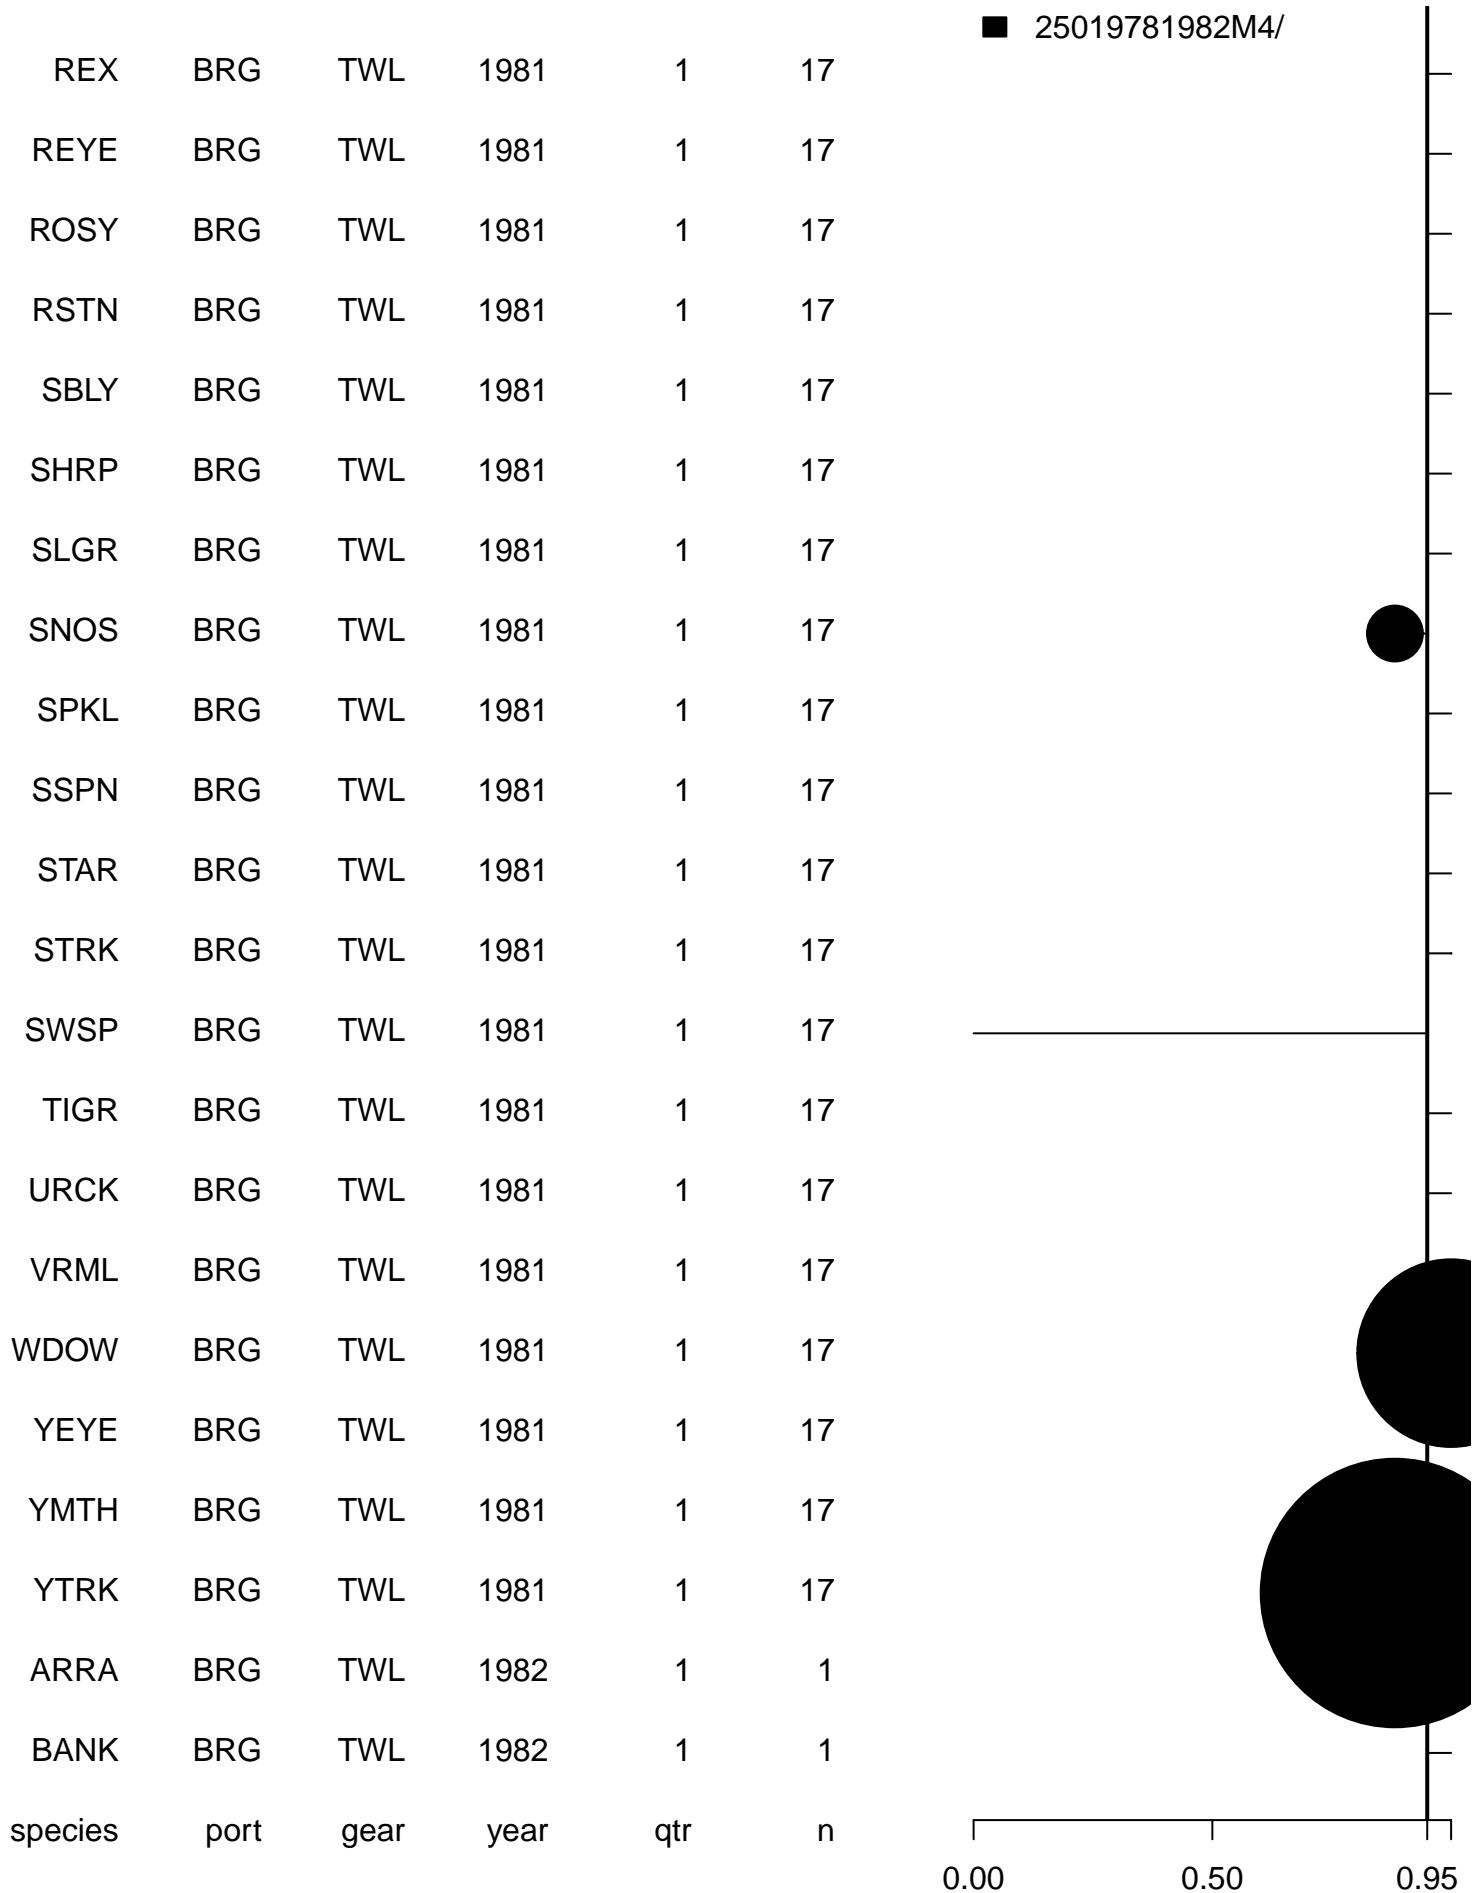 25019781982M4/
REX BRG TWL 1981 1 17
REYE BRG TWL 1981 1 17
ROSY BRG TWL 1981 1 17
RSTN BRG TWL 1981 1 17
SBLY BRG TWL 1981 1 17
SHRP BRG TWL 1981 1 17
SLGR BRG TWL 1981 1 17
SNOS BRG TWL 1981 1 17
SPKL BRG TWL 1981 1 17
SSPN BRG TWL 1981 1 17
STAR BRG TWL 1981 1 17
STRK BRG TWL 1981 1 17
SWSP BRG TWL 1981 1 17
TIGR BRG TWL 1981 1 17
URCK BRG TWL 1981 1 17
VRML BRG TWL 1981 1 17
WDOW BRG TWL 1981 1 17
YEYE BRG TWL 1981 1 17
YMTH BRG TWL 1981 1 17
YTRK BRG TWL 1981 1 17
ARRA BRG TWL 1982 1 1
BANK BRG TWL 1982 1 1
species port gear year qtr n
0.00 0.50 0.95